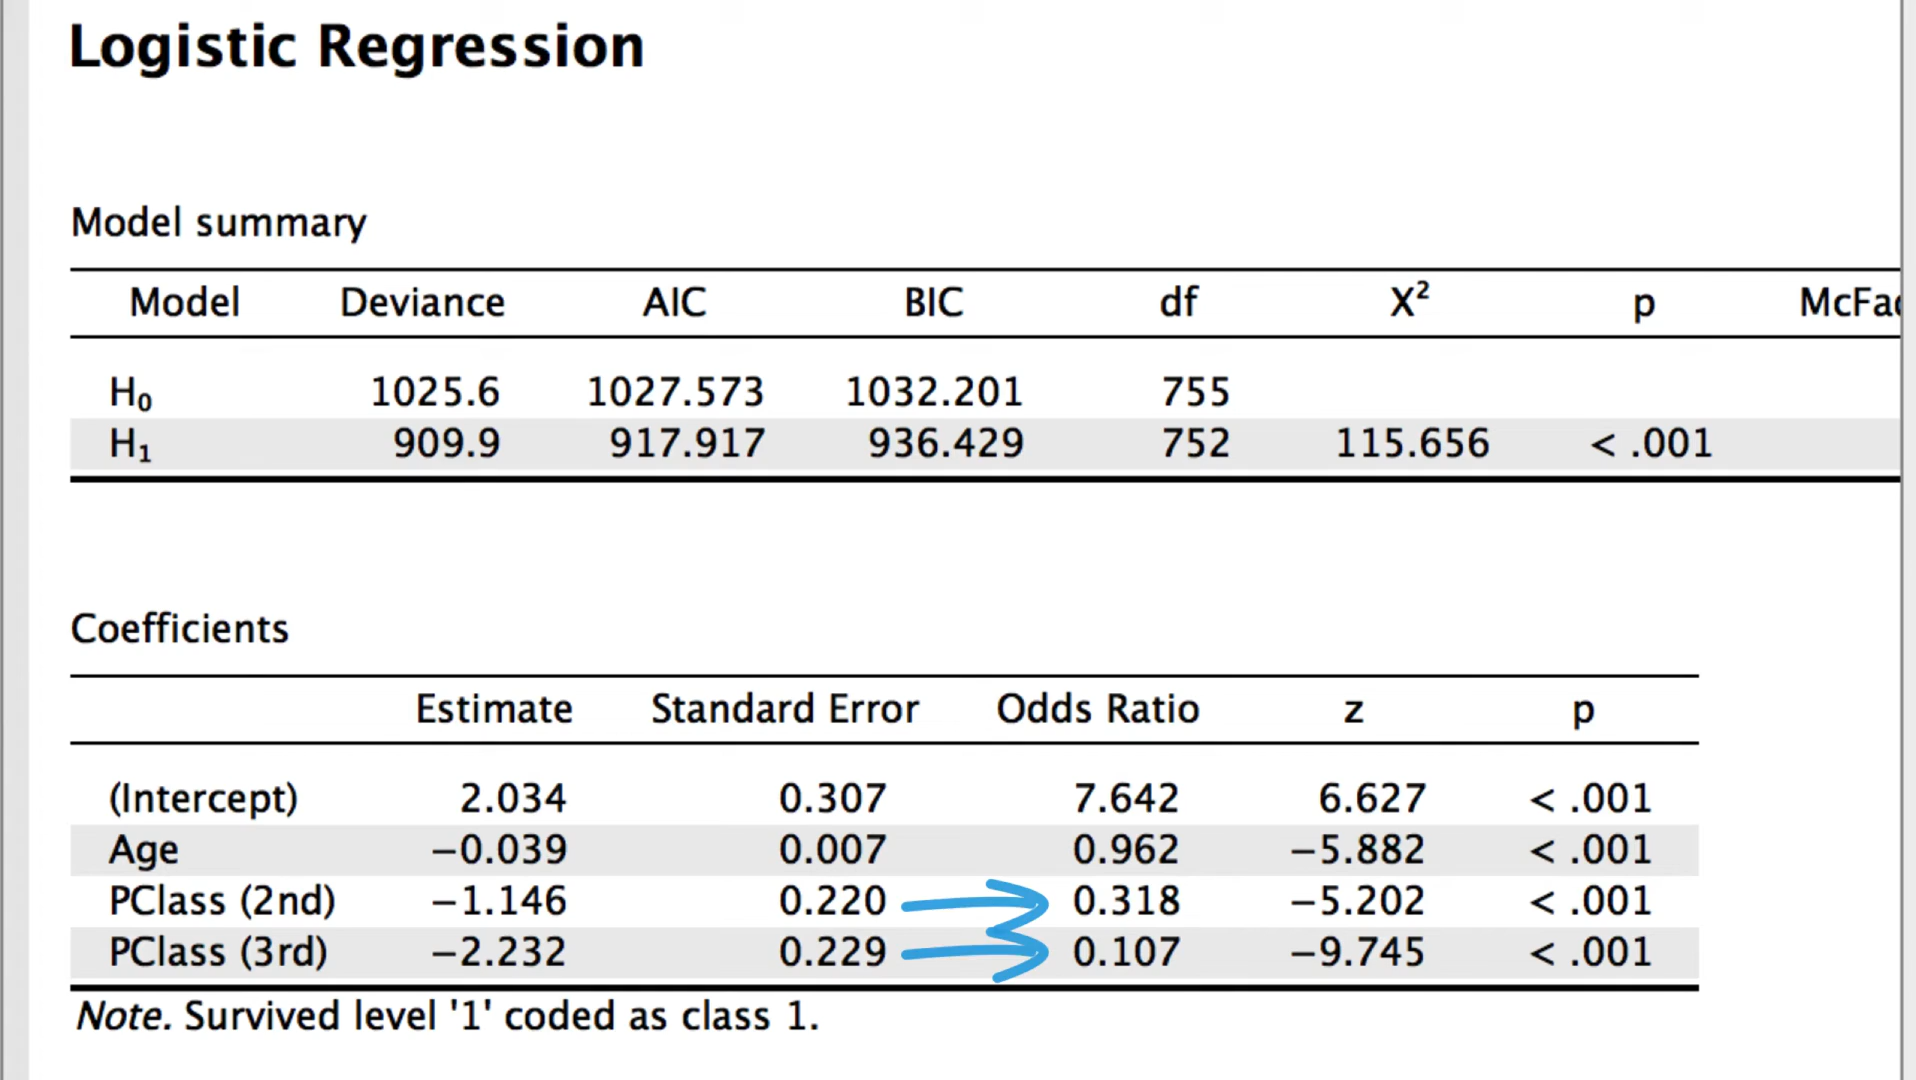 Logistic Regression
Model summary
Model Deviance AIC BIC df X² p McFad
H₀ 1025.6 1027.573 1032.201 755
H₁ 909.9 917.917 936.429 752 115.656 < .001
Coefficients
Estimate Standard Error Odds Ratio z p
(Intercept) 2.034 0.307 7.642 6.627 < .001
Age −0.039 0.007 0.962 −5.882 < .001
PClass (2nd) −1.146 0.220 0.318 −5.202 < .001
PClass (3rd) −2.232 0.229 0.107 −9.745 < .001
Note. Survived level '1' coded as class 1.